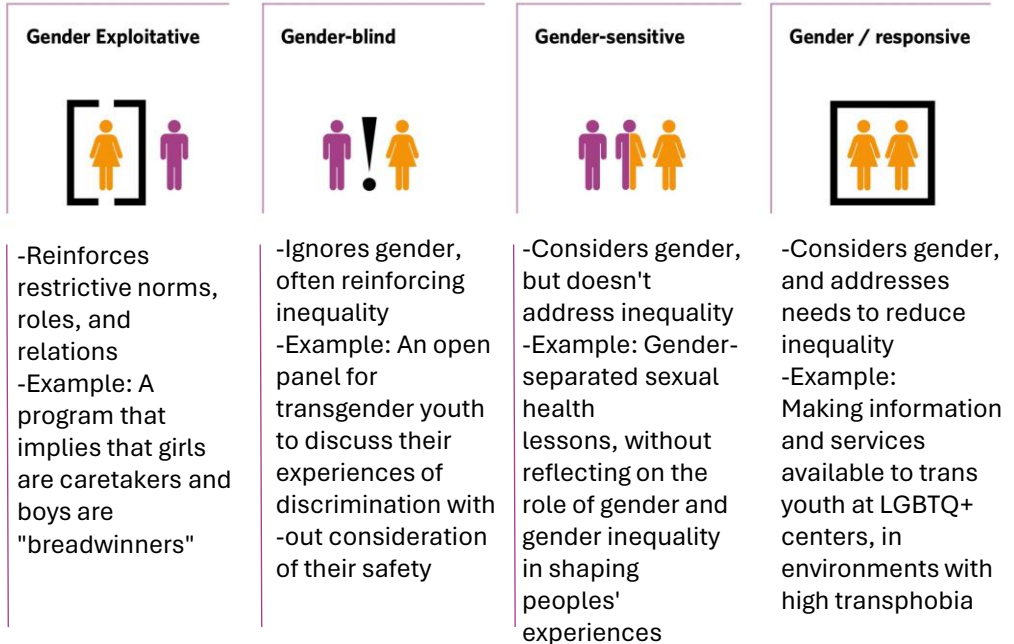 Gender Exploitative
-Reinforces
restrictive norms,
roles, and
relations
-Example: A
program that
implies that girls
are caretakers and
boys are
"breadwinners"
Gender-blind
!
-Ignores gender,
often reinforcing
inequality
-Example: An open
panel for
transgender youth
to discuss their
experiences of
discrimination with
-out consideration
of their safety
Gender-sensitive
-Considers gender,
but doesn't
address inequality
-Example: Gender-
separated sexual
health
lessons, without
reflecting on the
role of gender and
gender inequality
in shaping
peoples'
experiences
Gender / responsive
-Considers gender,
and addresses
needs to reduce
inequality
-Example:
Making information
and services
available to trans
youth at LGBTQ+
centers, in
environments with
high transphobia